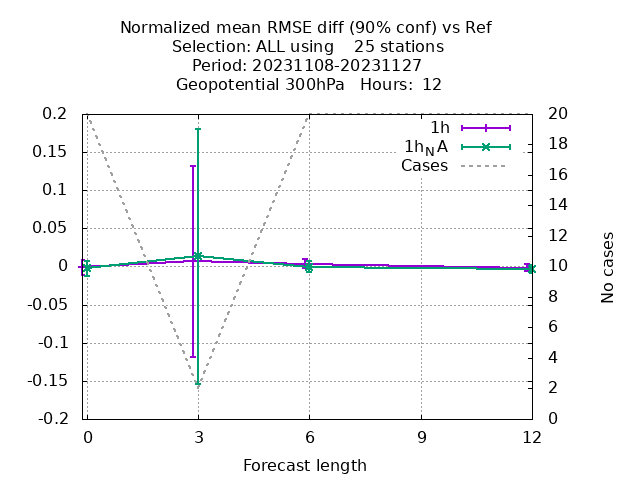 Normalized mean RMSE diff (90% conf) vs Ref
Selection: ALL using    25 stations
Period: 20231108-20231127
Geopotential 300hPa   Hours:  12
0.2
0.15
0.1
0.05
0
-0.05
-0.1
-0.15
-0.2
1h
1hNA
Cases
20
18
16
14
12
10
8
6
4
2
0
No cases
0 3 6 9 12
Forecast length